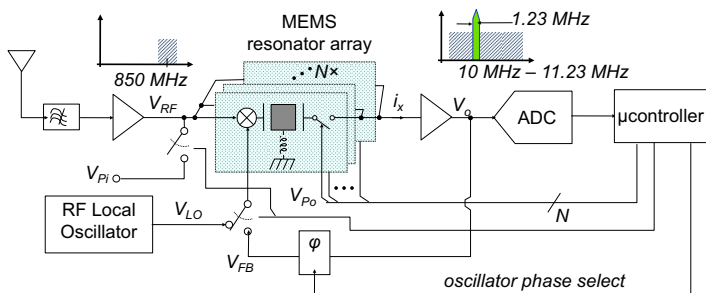 MEMS
resonator array
N×
1.23 MHz
850 MHz
10 MHz – 11.23 MHz
V_RF
i_x
V_o
ADC
µcontroller
V_Pi
V_Po
N
RF Local
Oscillator
V_LO
V_FB
φ
oscillator phase select